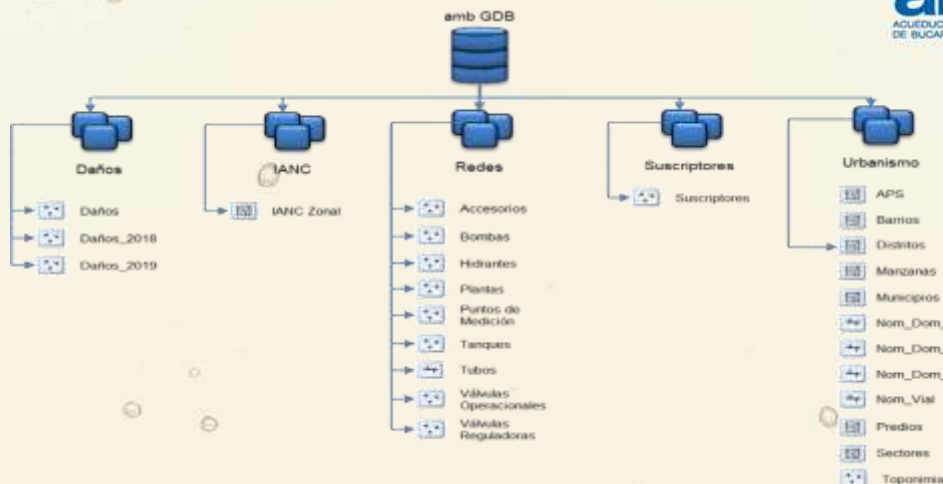 amb GDB
ACUEDUC
DE BUCAR
Daños
Daños
Daños_2018
Daños_2019
IANC
IANC Zonal
Redes
Accesorios
Bombas
Hidrantes
Plantas
Puntos de
Medición
Tanques
Tubos
Válvulas
Operacionales
Válvulas
Reguladoras
Suscriptores
Suscriptores
Urbanismo
APS
Barrios
Distritos
Manzanas
Municipios
Nom_Dom_
Nom_Dom_
Nom_Dom_
Nom_Vial
Predios
Sectores
Toponimia